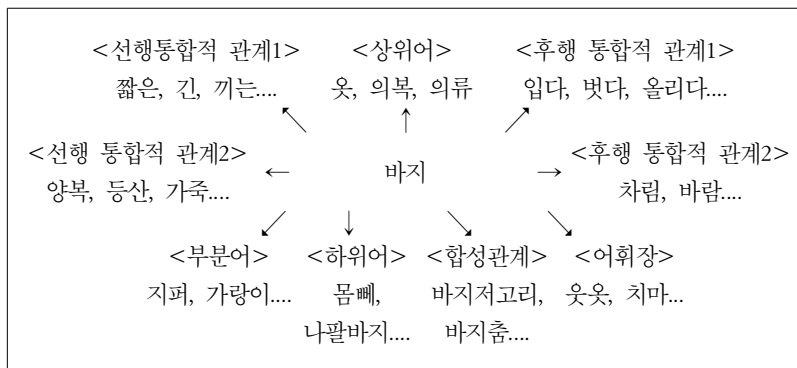 <선행통합적 관계1> <상위어> <후행 통합적 관계1>
짧은, 긴, 끼는.... 옷, 의복, 의류 입다, 벗다, 올리다....
<선행 통합적 관계2> ← 바지 → <후행 통합적 관계2>
양복, 등산, 가죽.... 차림, 바람....
<부분어> <하위어> <합성관계> <어휘장>
지퍼, 가랑이.... 몸뻬, 바지저고리, 웃옷, 치마...
나팔바지.... 바지춤....